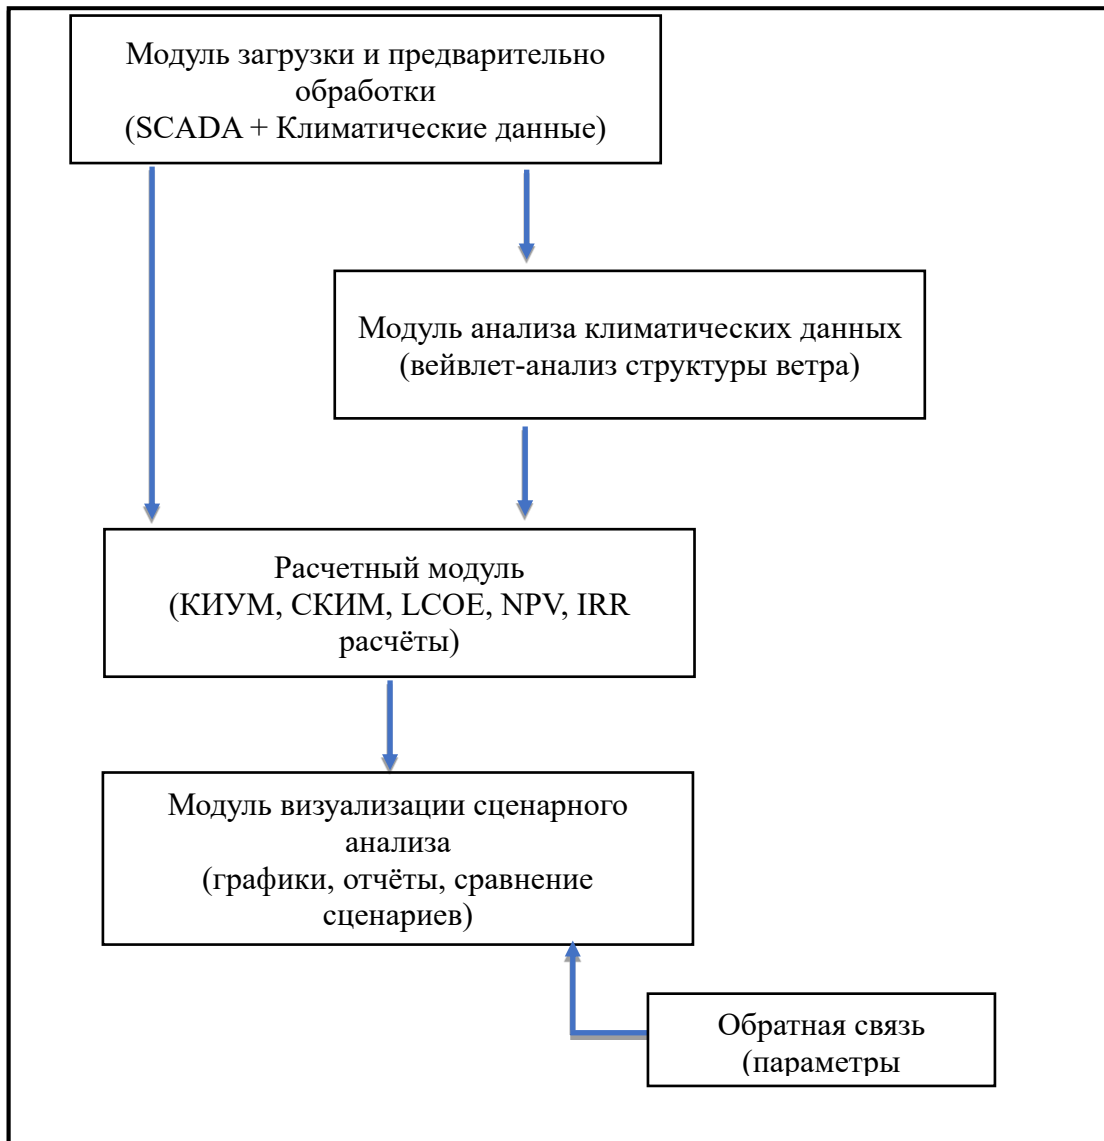 Модуль загрузки и предварительно
обработки
(SCADA + Климатические данные)
Модуль анализа климатических данных
(вейвлет-анализ структуры ветра)
Расчетный модуль
(КИУМ, СКИМ, LCOE, NPV, IRR
расчёты)
Модуль визуализации сценарного
анализа
(графики, отчёты, сравнение
сценариев)
Обратная связь
(параметры